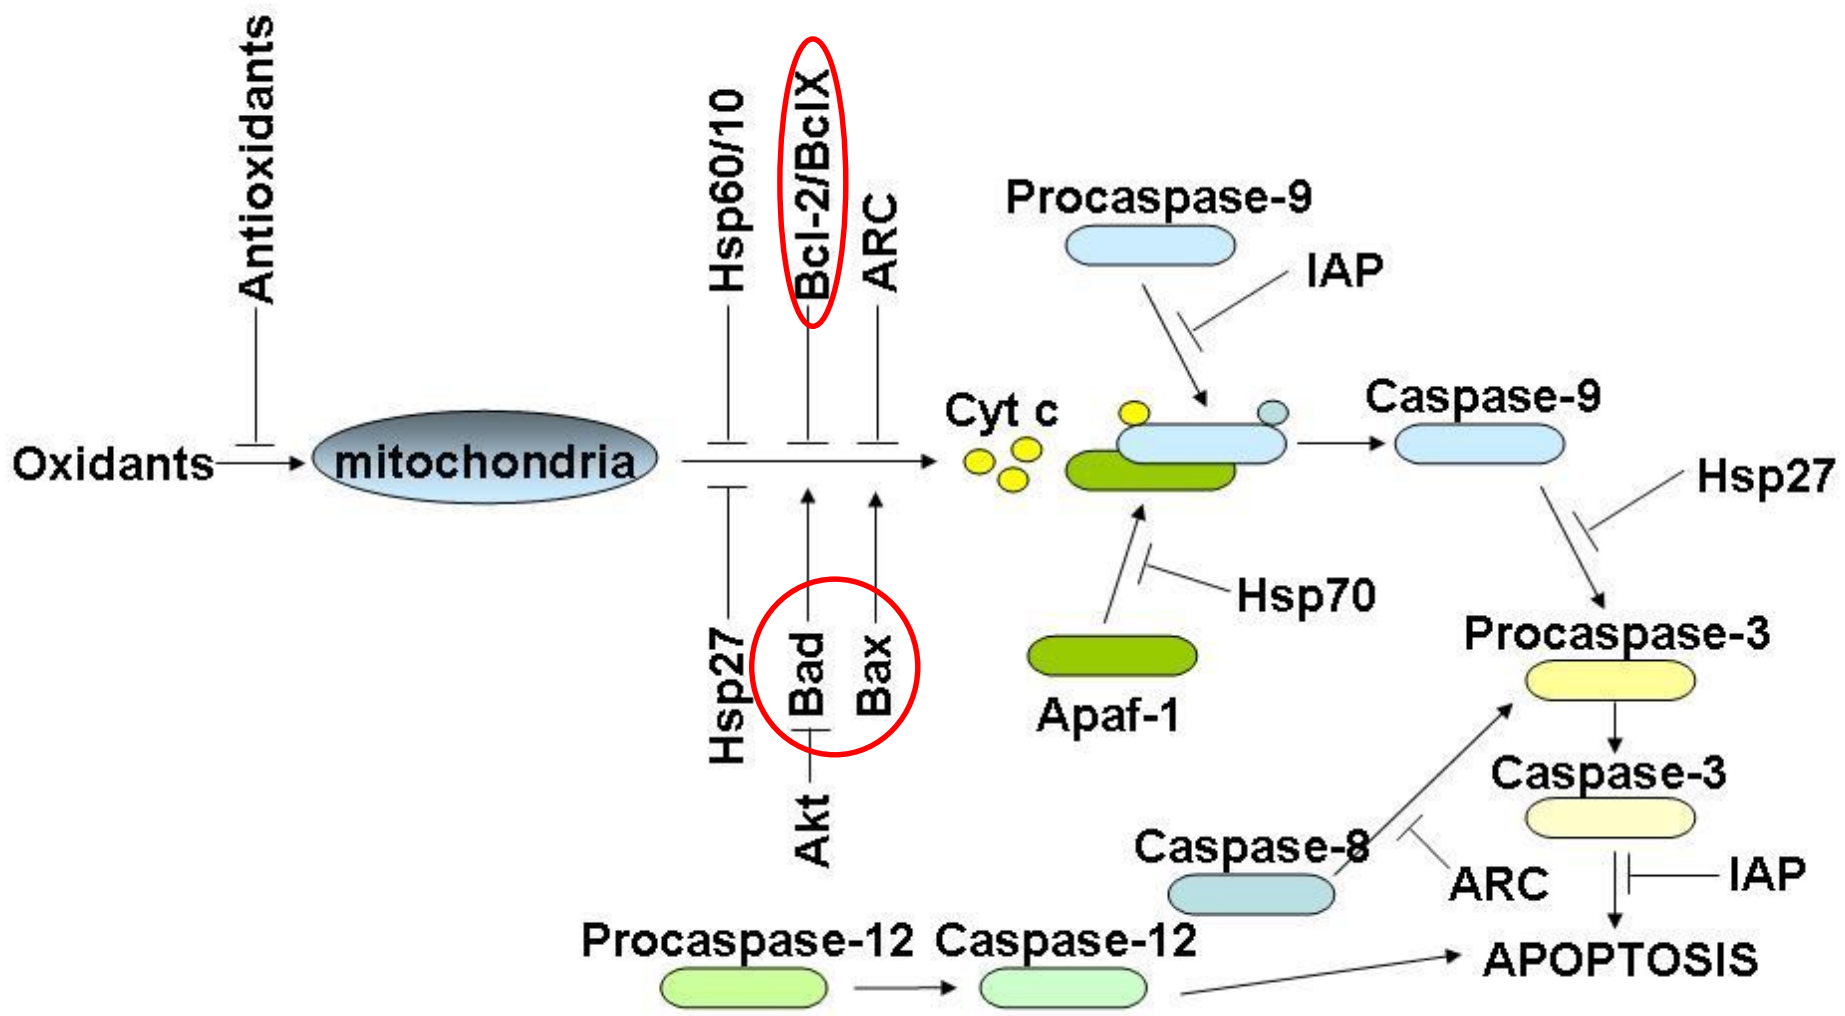 Antioxidants
Hsp60/10
Bcl-2/BclX
ARC
Procaspase-9
IAP
Oxidants
mitochondria
Cyt c
Caspase-9
Hsp27
Hsp27
Bad
Bax
Akt
Hsp70
Apaf-1
Procaspase-3
Caspase-3
Caspase-8
ARC
IAP
Procaspase-12
Caspase-12
APOPTOSIS